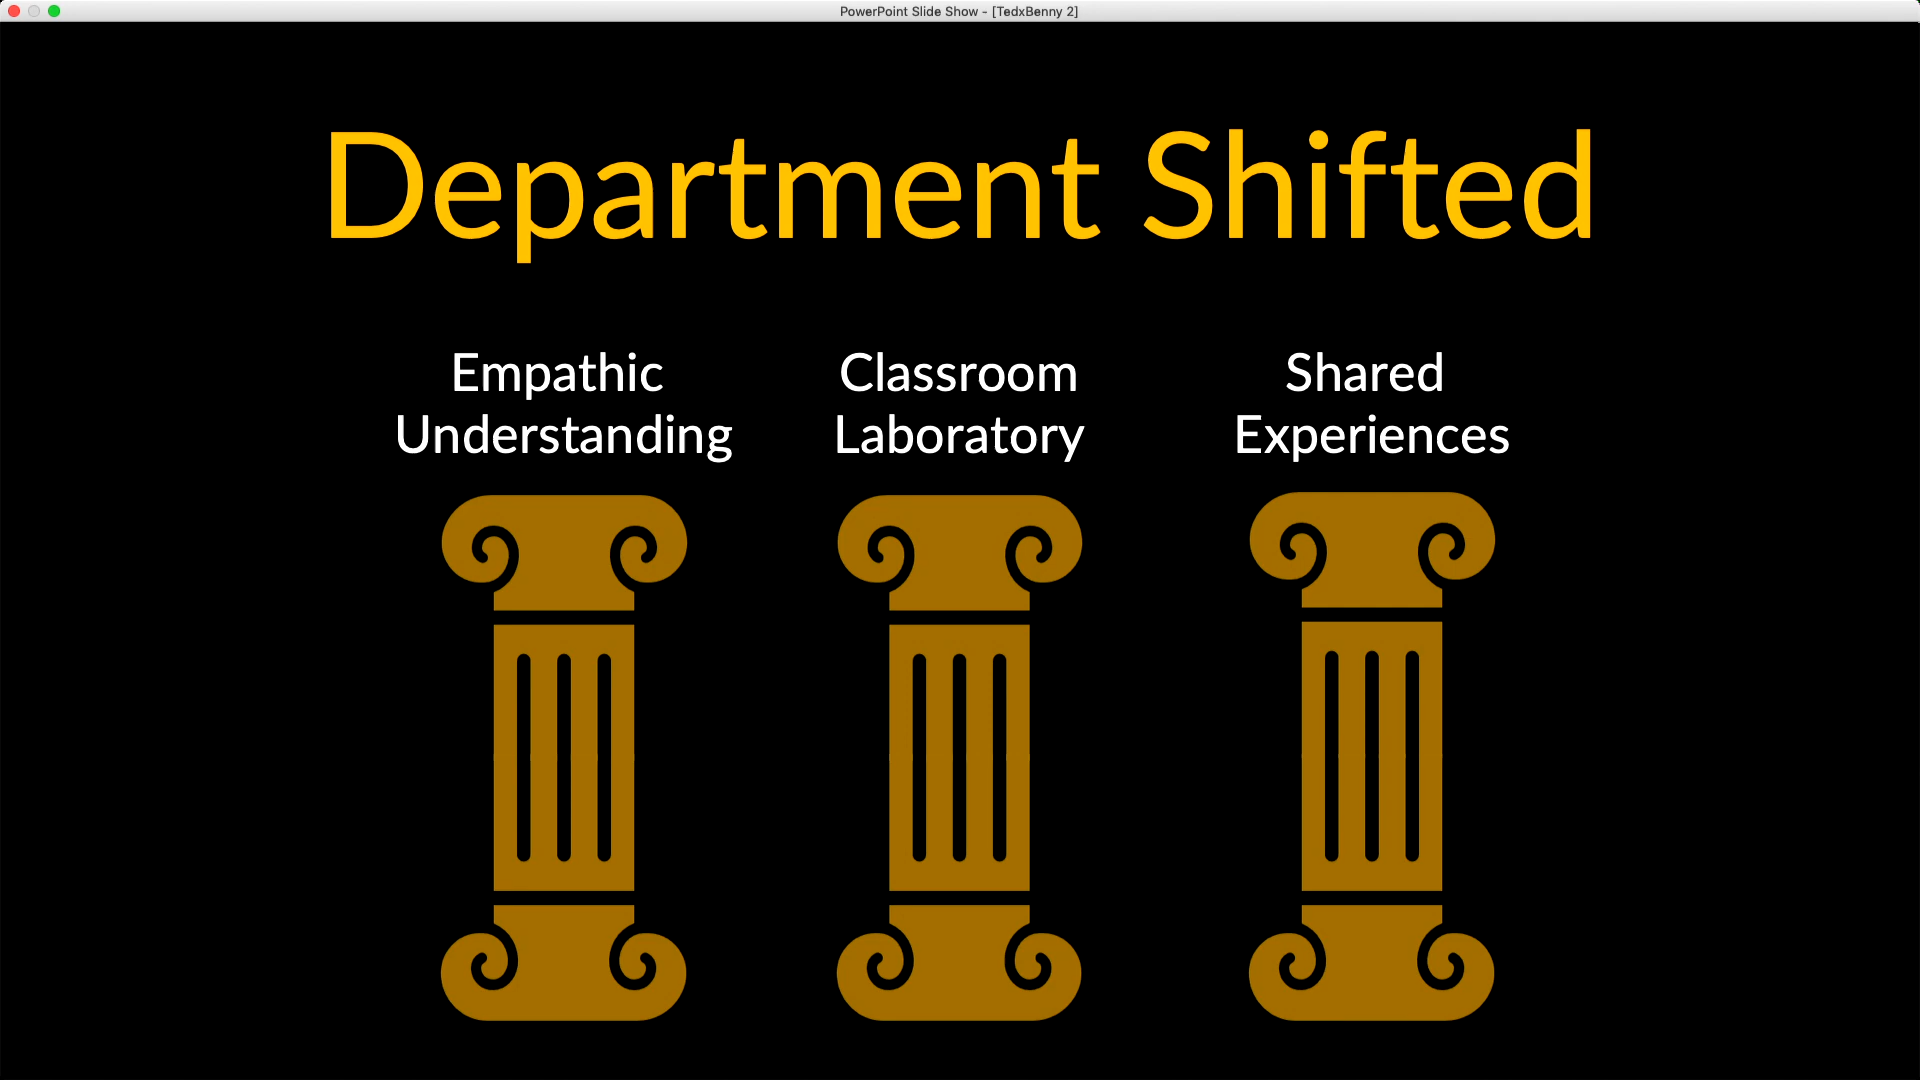 PowerPoint Slide Show - [TedxBenny 2]
Department Shifted
Empathic
Understanding
Classroom
Laboratory
Shared
Experiences